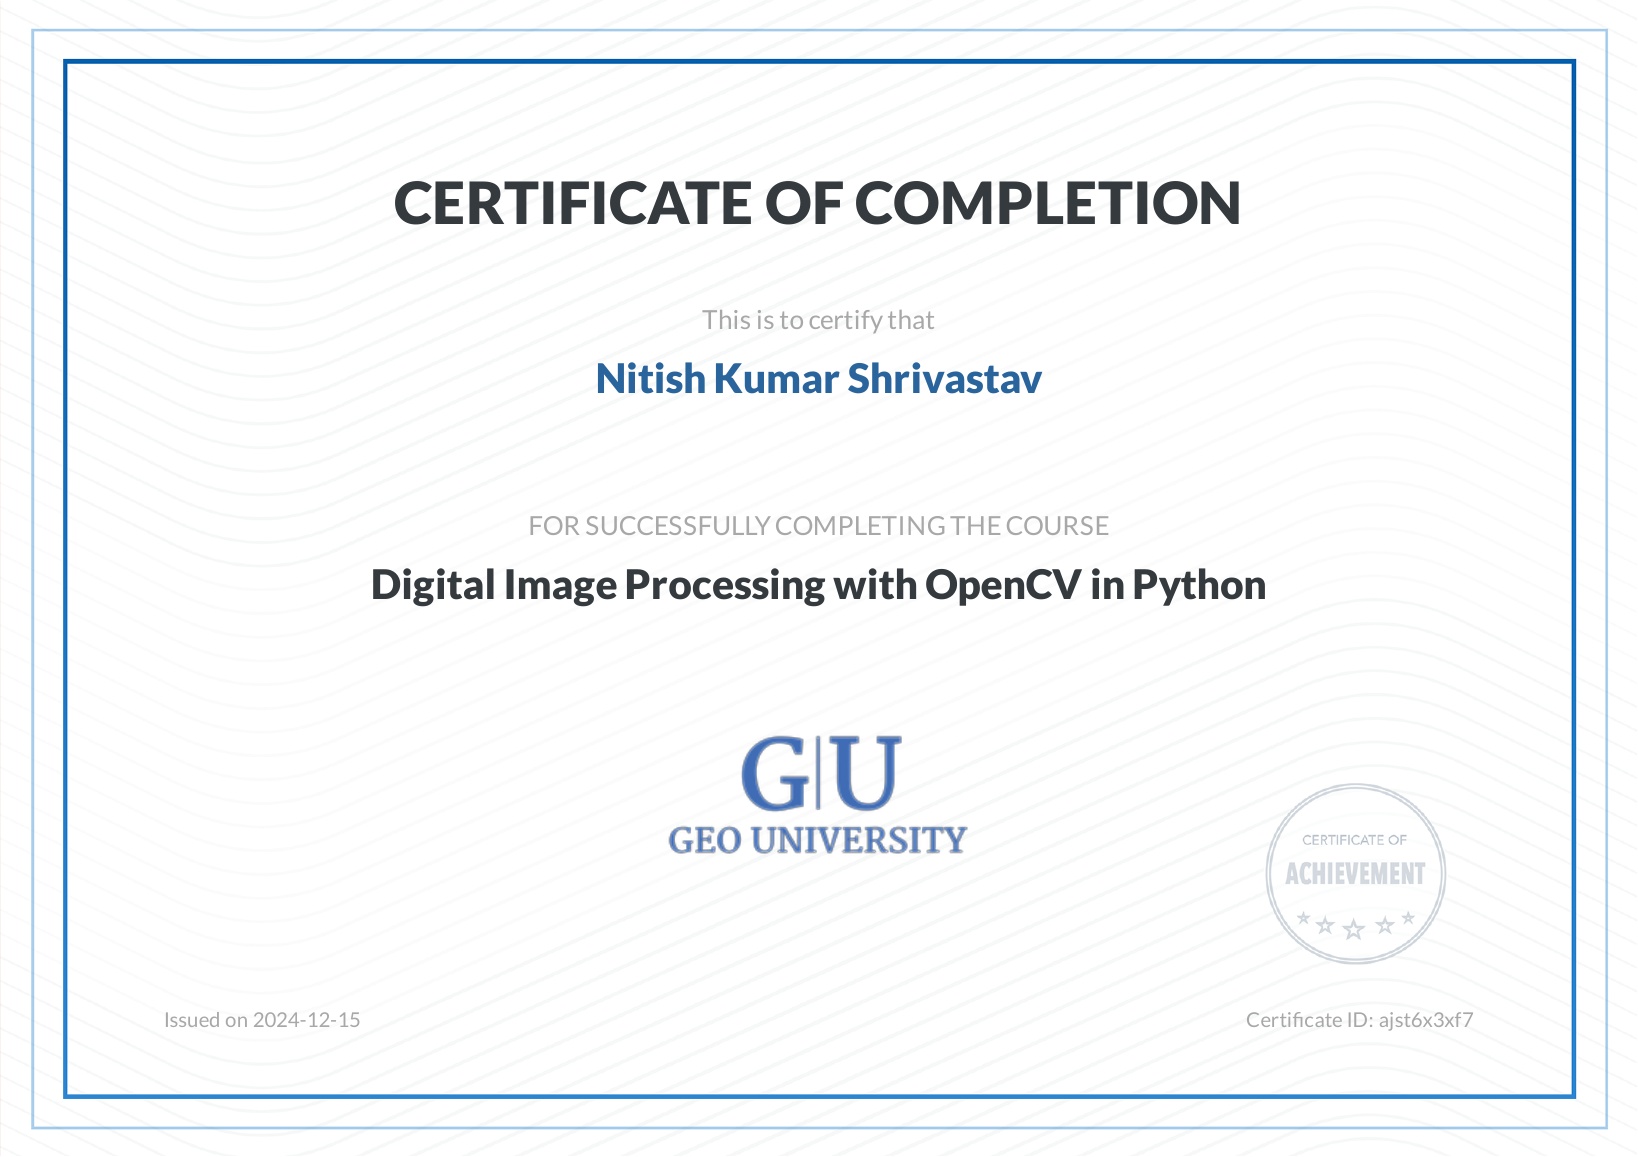 CERTIFICATE OF COMPLETION
This is to certify that
Nitish Kumar Shrivastav
FOR SUCCESSFULLY COMPLETING THE COURSE
Digital Image Processing with OpenCV in Python
G|U
GEO UNIVERSITY
CERTIFICATE OF
ACHIEVEMENT
Issued on 2024-12-15
Certificate ID: ajst6x3xf7